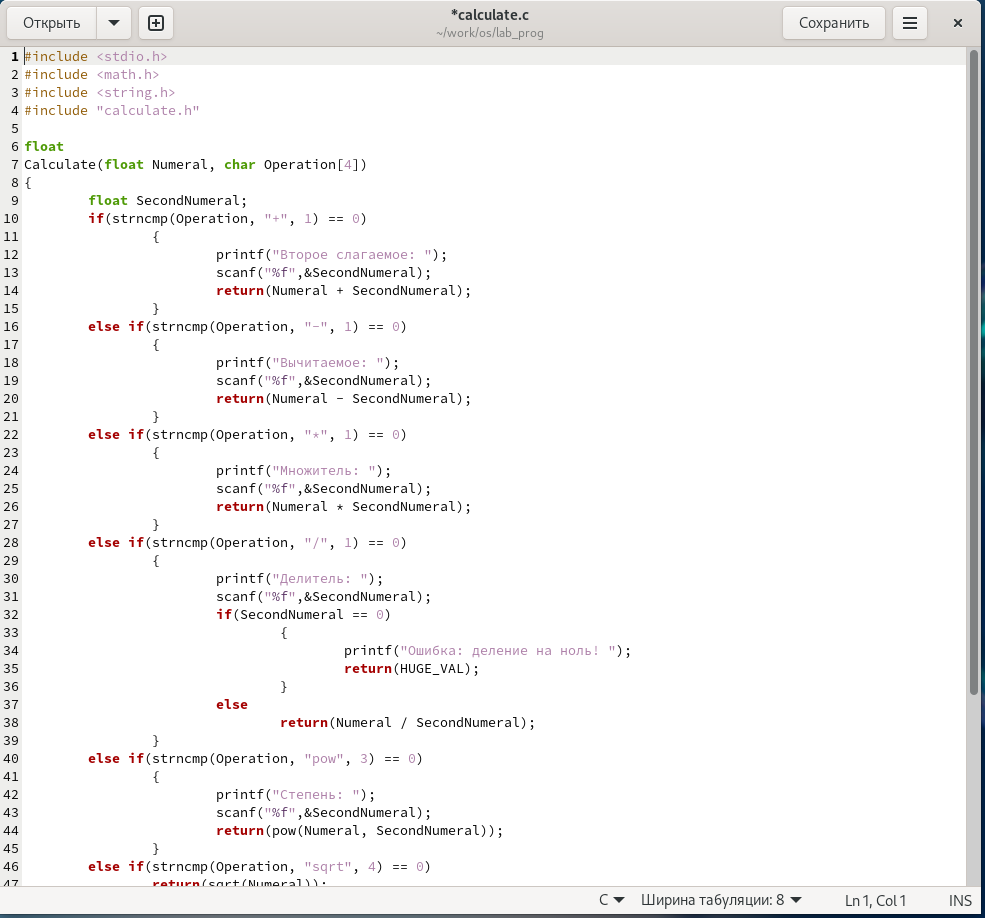 Открыть
*calculate.c
~/work/os/lab_prog
Сохранить
1 #include <stdio.h>
2 #include <math.h>
3 #include <string.h>
4 #include "calculate.h"
5
6 float
7 Calculate(float Numeral, char Operation[4])
8 {
9         float SecondNumeral;
10         if(strncmp(Operation, "+", 1) == 0)
11                 {
12                         printf("Второе слагаемое: ");
13                         scanf("%f",&SecondNumeral);
14                         return(Numeral + SecondNumeral);
15                 }
16         else if(strncmp(Operation, "-", 1) == 0)
17                 {
18                         printf("Вычитаемое: ");
19                         scanf("%f",&SecondNumeral);
20                         return(Numeral - SecondNumeral);
21                 }
22         else if(strncmp(Operation, "*", 1) == 0)
23                 {
24                         printf("Множитель: ");
25                         scanf("%f",&SecondNumeral);
26                         return(Numeral * SecondNumeral);
27                 }
28         else if(strncmp(Operation, "/", 1) == 0)
29                 {
30                         printf("Делитель: ");
31                         scanf("%f",&SecondNumeral);
32                         if(SecondNumeral == 0)
33                                 {
34                                         printf("Ошибка: деление на ноль! ");
35                                         return(HUGE_VAL);
36                                 }
37                         else
38                                 return(Numeral / SecondNumeral);
39                 }
40         else if(strncmp(Operation, "pow", 3) == 0)
41                 {
42                         printf("Степень: ");
43                         scanf("%f",&SecondNumeral);
44                         return(pow(Numeral, SecondNumeral));
45                 }
46         else if(strncmp(Operation, "sqrt", 4) == 0)
47                 return(sqrt(Numeral));
C
Ширина табуляции: 8
Ln 1, Col 1
INS